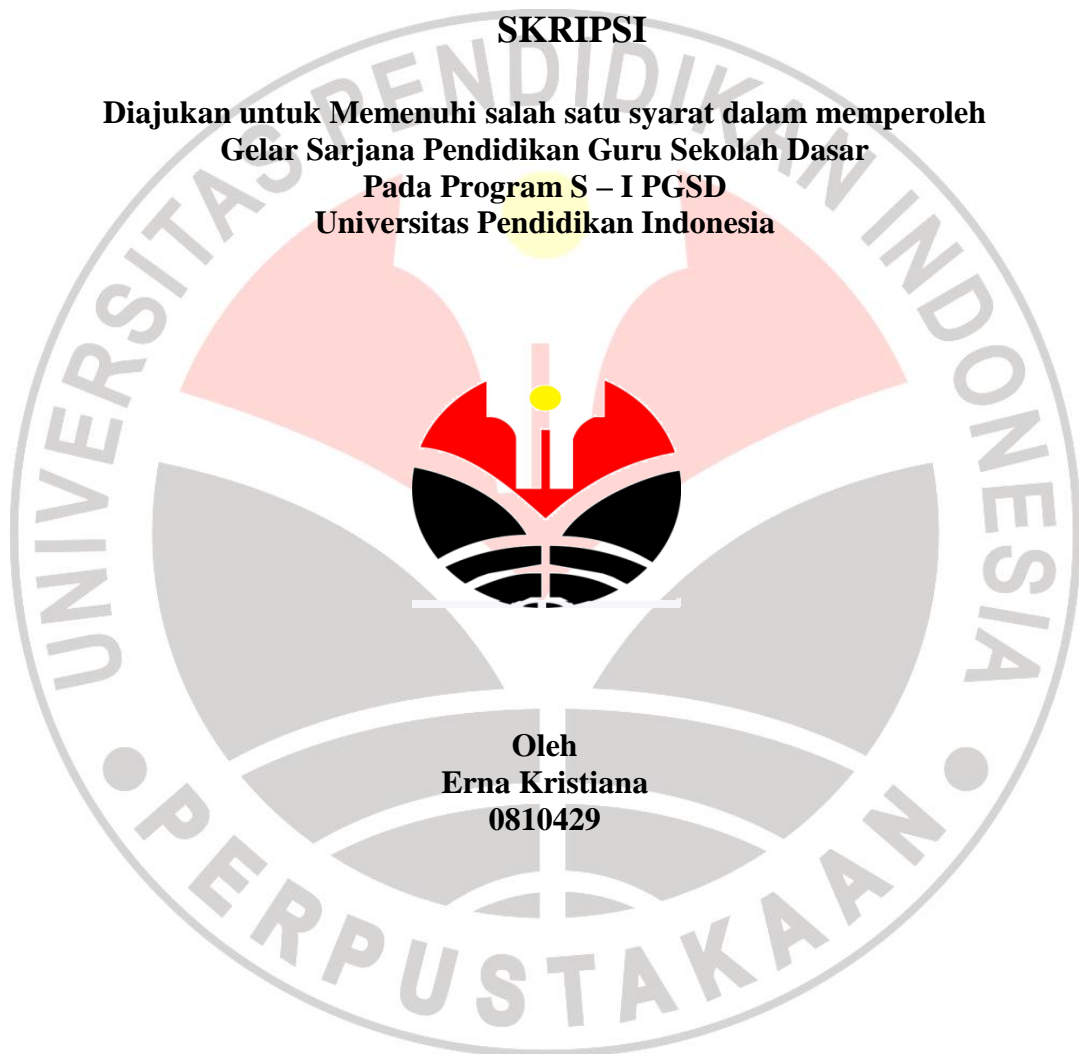 SKRIPSI
Diajukan untuk Memenuhi salah satu syarat dalam memperoleh
Gelar Sarjana Pendidikan Guru Sekolah Dasar
Pada Program S – I PGSD
Universitas Pendidikan Indonesia
Oleh
Erna Kristiana
0810429
UNIVERSITAS PENDIDIKAN INDONESIA
PERPUSTAKAAN